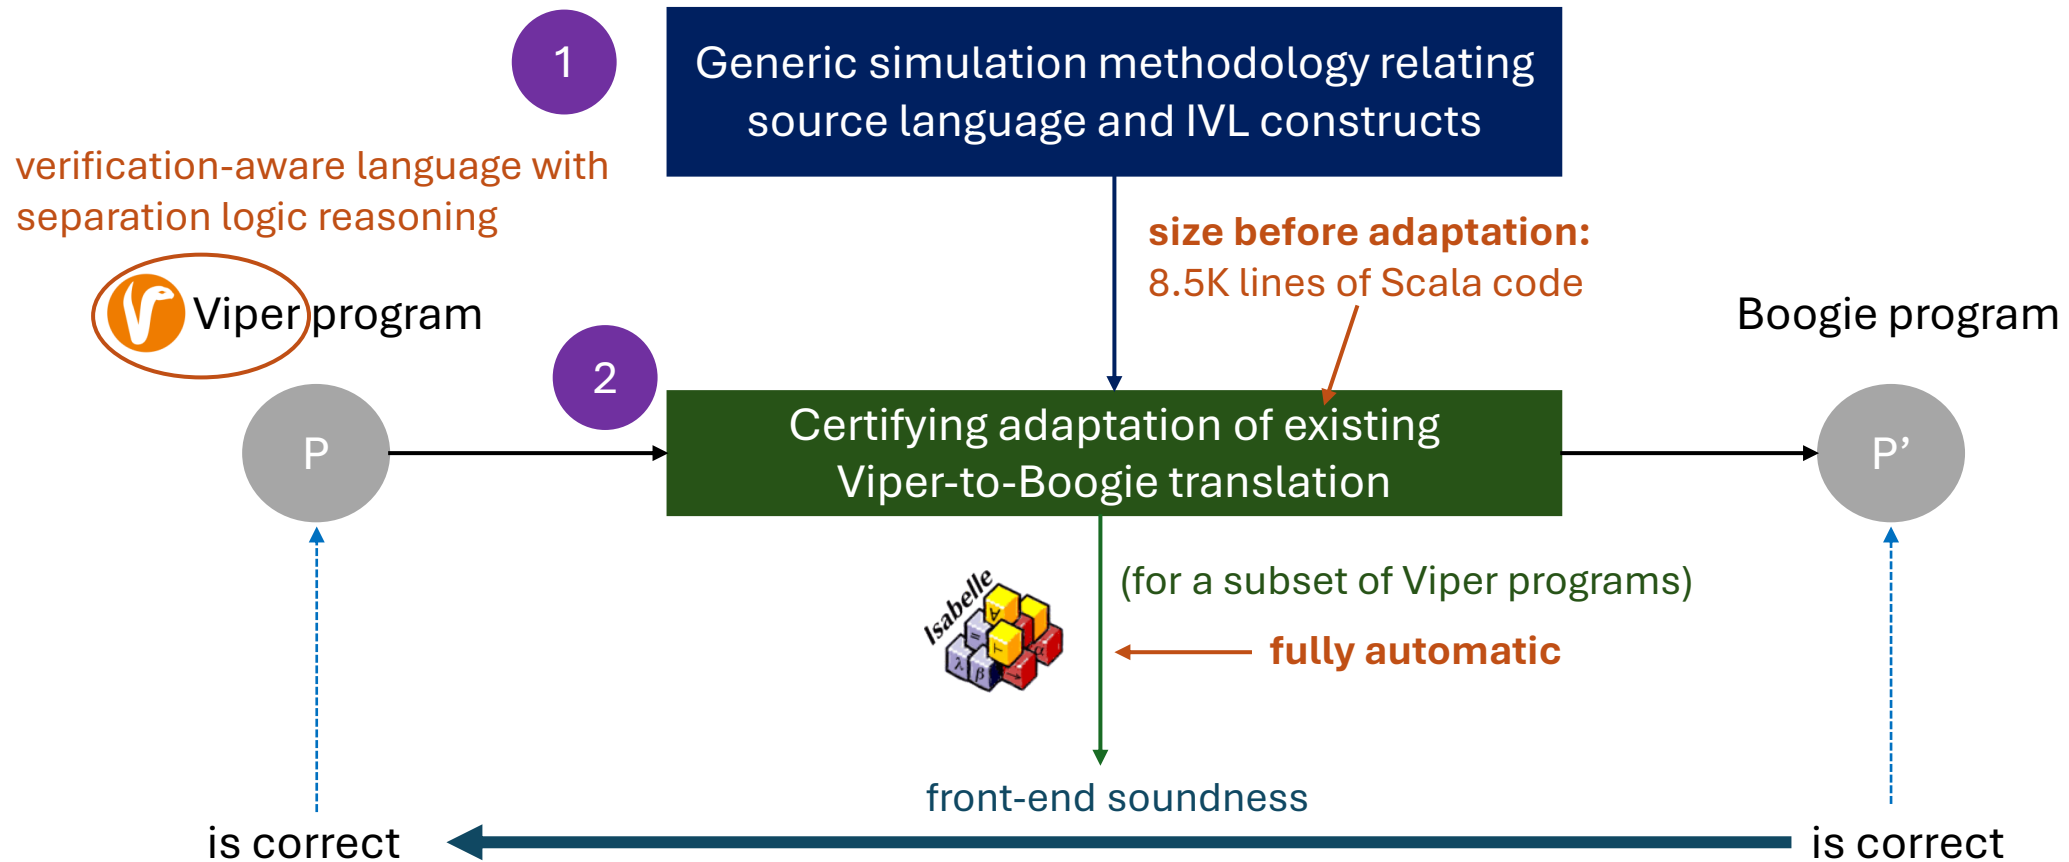 1
Generic simulation methodology relating
source language and IVL constructs
verification-aware language with
separation logic reasoning
size before adaptation:
8.5K lines of Scala code
Viper program
Boogie program
2
Certifying adaptation of existing
Viper-to-Boogie translation
P
P’
Isabelle
∀
=
⊢
α
λ
β
→
(for a subset of Viper programs)
fully automatic
front-end soundness
is correct
is correct